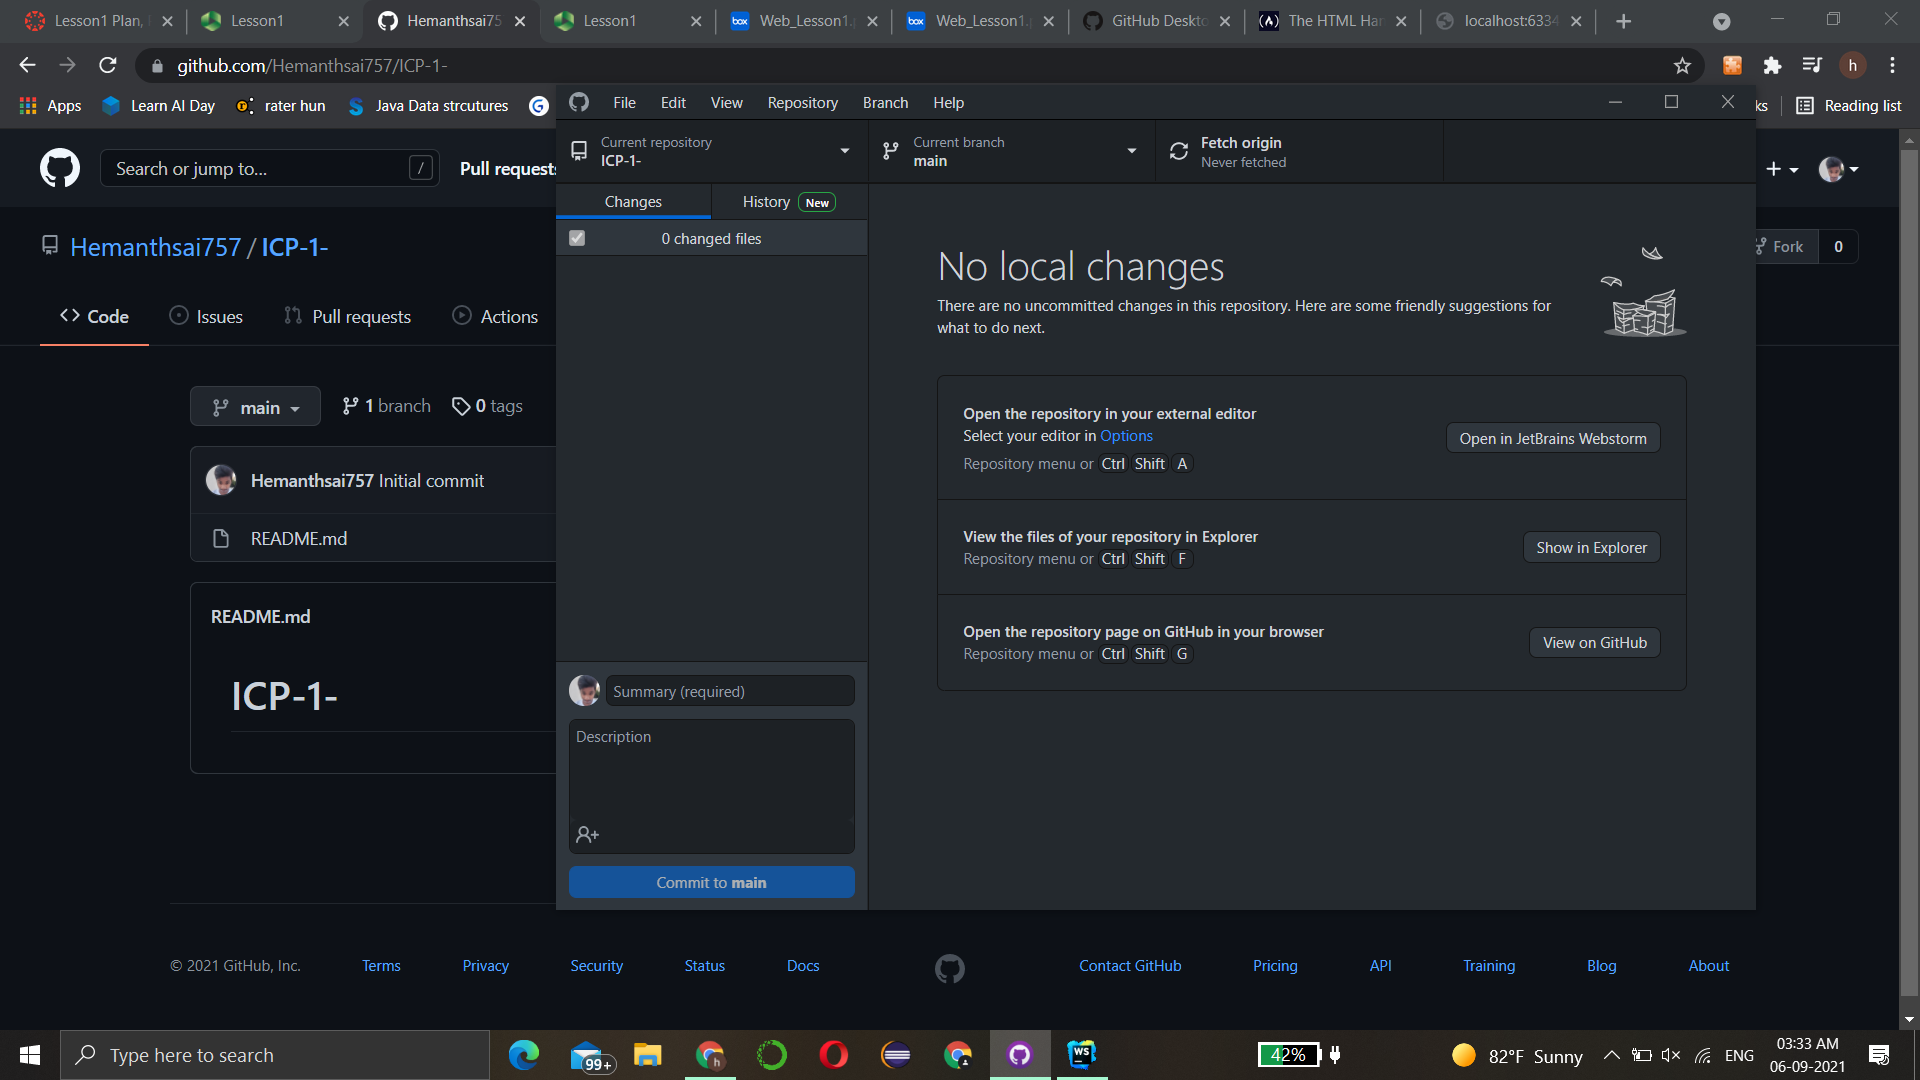 Lesson1 Plan,
Lesson1
Hemanthsai75
Lesson1
Web_Lesson1.
Web_Lesson1.
GitHub Deskto
The HTML Han
localhost:6334
github.com/Hemanthsai757/ICP-1-
h
Apps
Learn AI Day
rater hun
Java Data strcutures
ks
Reading list
File
Edit
View
Repository
Branch
Help
Current repository
ICP-1-
Current branch
main
Fetch origin
Never fetched
Search or jump to...
/
Pull requests
Hemanthsai757 / ICP-1-
Fork
0
Code
Issues
Pull requests
Actions
main
1 branch
0 tags
Hemanthsai757 Initial commit
README.md
README.md
ICP-1-
Changes
History
New
0 changed files
No local changes
There are no uncommitted changes in this repository. Here are some friendly suggestions for
what to do next.
Open the repository in your external editor
Select your editor in Options
Repository menu or Ctrl Shift A
Open in JetBrains Webstorm
View the files of your repository in Explorer
Repository menu or Ctrl Shift F
Show in Explorer
Open the repository page on GitHub in your browser
Repository menu or Ctrl Shift G
View on GitHub
Summary (required)
Description
Commit to main
© 2021 GitHub, Inc.
Terms
Privacy
Security
Status
Docs
Contact GitHub
Pricing
API
Training
Blog
About
Type here to search
99+
h
WS
42%
82°F Sunny
ENG
03:33 AM
06-09-2021